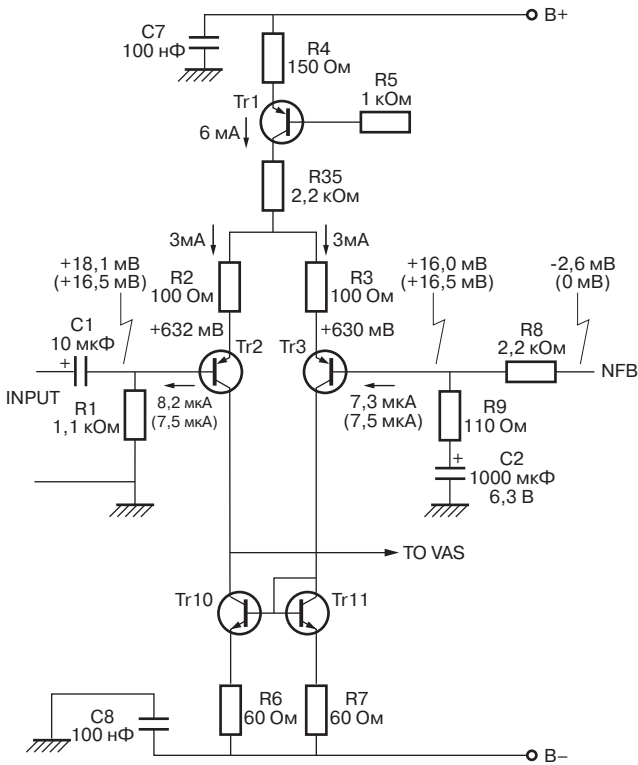 B+
C7
100 нФ
R4
150 Ом
R5
1 кОм
Tr1
6 мА
R35
2,2 кОм
3мА
3мА
+18,1 мВ
(+16,5 мВ)
R2
100 Ом
R3
100 Ом
+16,0 мВ
(+16,5 мВ)
-2,6 мВ
(0 мВ)
C1
10 мкФ
+
+632 мВ
Tr2
+630 мВ
Tr3
R8
2,2 кОм
NFB
INPUT
R1
1,1 кОм
8,2 мкА
(7,5 мкА)
7,3 мкА
(7,5 мкА)
R9
110 Ом
+
C2
1000 мкФ
6,3 В
TO VAS
Tr10
Tr11
R6
60 Ом
R7
60 Ом
C8
100 нФ
B–